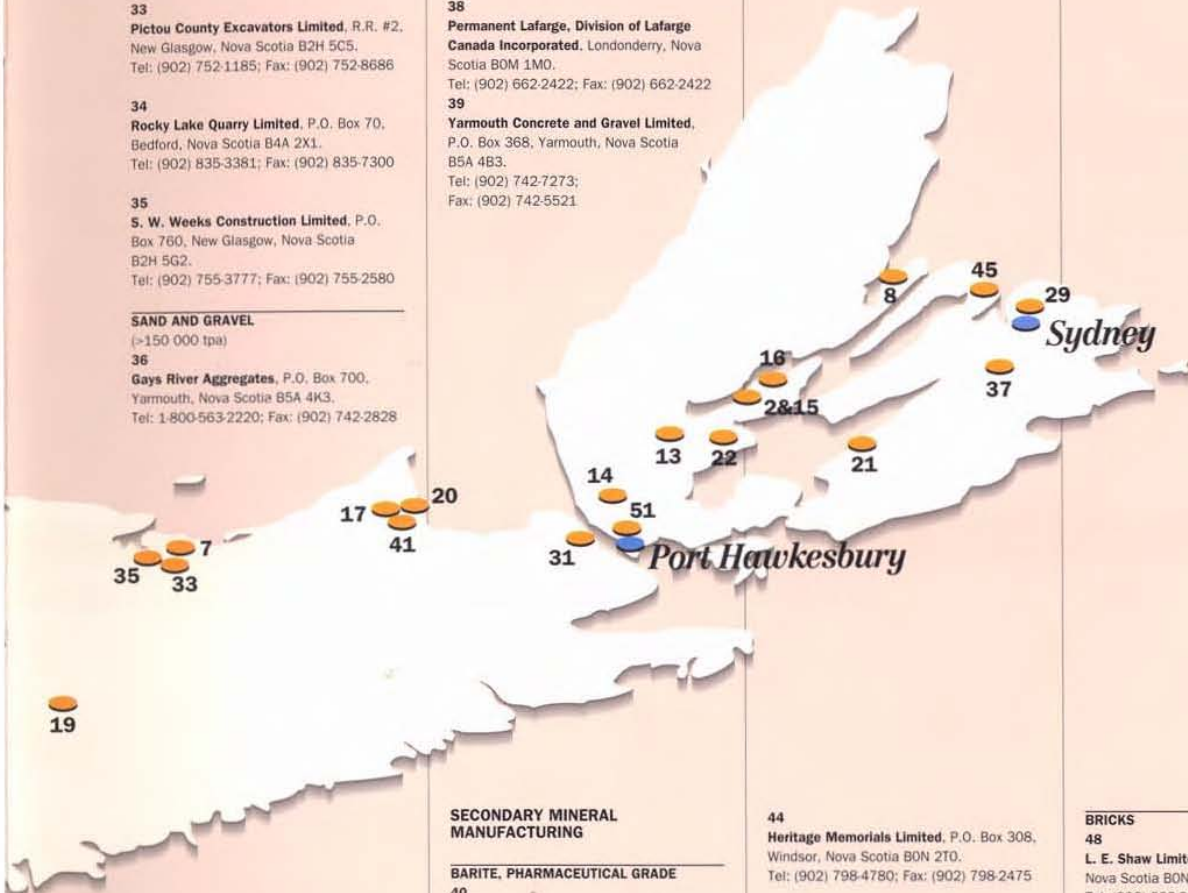 33
Pictou County Excavators Limited, R.R. #2,
New Glasgow, Nova Scotia B2H 5C5.
Tel: (902) 752-1185; Fax: (902) 752-8686
34
Rocky Lake Quarry Limited, P.O. Box 70,
Bedford, Nova Scotia B4A 2X1.
Tel: (902) 835-3381; Fax: (902) 835-7300
35
S. W. Weeks Construction Limited, P.O.
Box 760, New Glasgow, Nova Scotia
B2H 5G2.
Tel: (902) 755-3777; Fax: (902) 755-2580
SAND AND GRAVEL
(>150 000 tpa)
36
Gays River Aggregates, P.O. Box 700,
Yarmouth, Nova Scotia B5A 4K3.
Tel: 1-800-563-2220; Fax: (902) 742-2828
38
Permanent Lafarge, Division of Lafarge
Canada Incorporated, Londonderry, Nova
Scotia B0M 1M0.
Tel: (902) 662-2422; Fax: (902) 662-2422
39
Yarmouth Concrete and Gravel Limited,
P.O. Box 368, Yarmouth, Nova Scotia
B5A 4B3.
Tel: (902) 742-7273;
Fax: (902) 742-5521
8
45
29
Sydney
16
37
2&15
13
22
21
14
51
17
20
41
31
Port Hawkesbury
7
35
33
19
SECONDARY MINERAL
MANUFACTURING
BARITE, PHARMACEUTICAL GRADE
40
44
Heritage Memorials Limited, P.O. Box 308,
Windsor, Nova Scotia B0N 2T0.
Tel: (902) 798-4780; Fax: (902) 798-2475
BRICKS
48
L. E. Shaw
Nova Scotia B0N